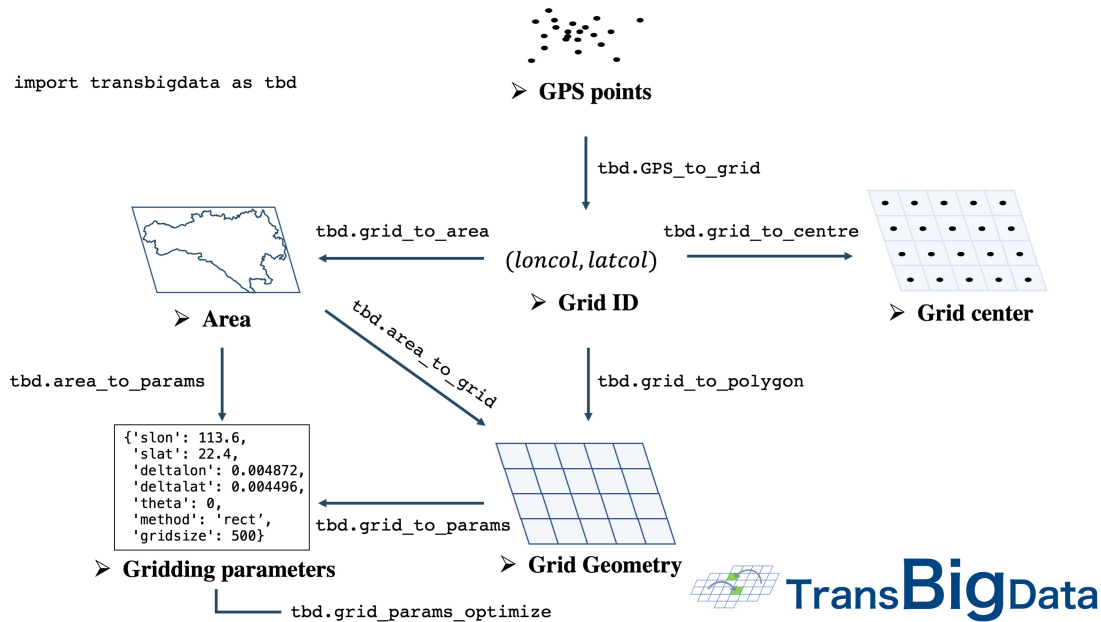 import transbigdata as tbd
➢ GPS points
tbd.GPS_to_grid
tbd.grid_to_area
(loncol, latcol)
tbd.grid_to_centre
➢ Area
➢ Grid ID
➢ Grid center
tbd.area_to_grid
tbd.area_to_params
tbd.grid_to_polygon
{'slon': 113.6,
'slat': 22.4,
'deltalon': 0.004872,
'deltalat': 0.004496,
'theta': 0,
'method': 'rect’,
'gridsize': 500}
tbd.grid_to_params
➢ Gridding parameters
➢ Grid Geometry
tbd.grid_params_optimize
TransBigData